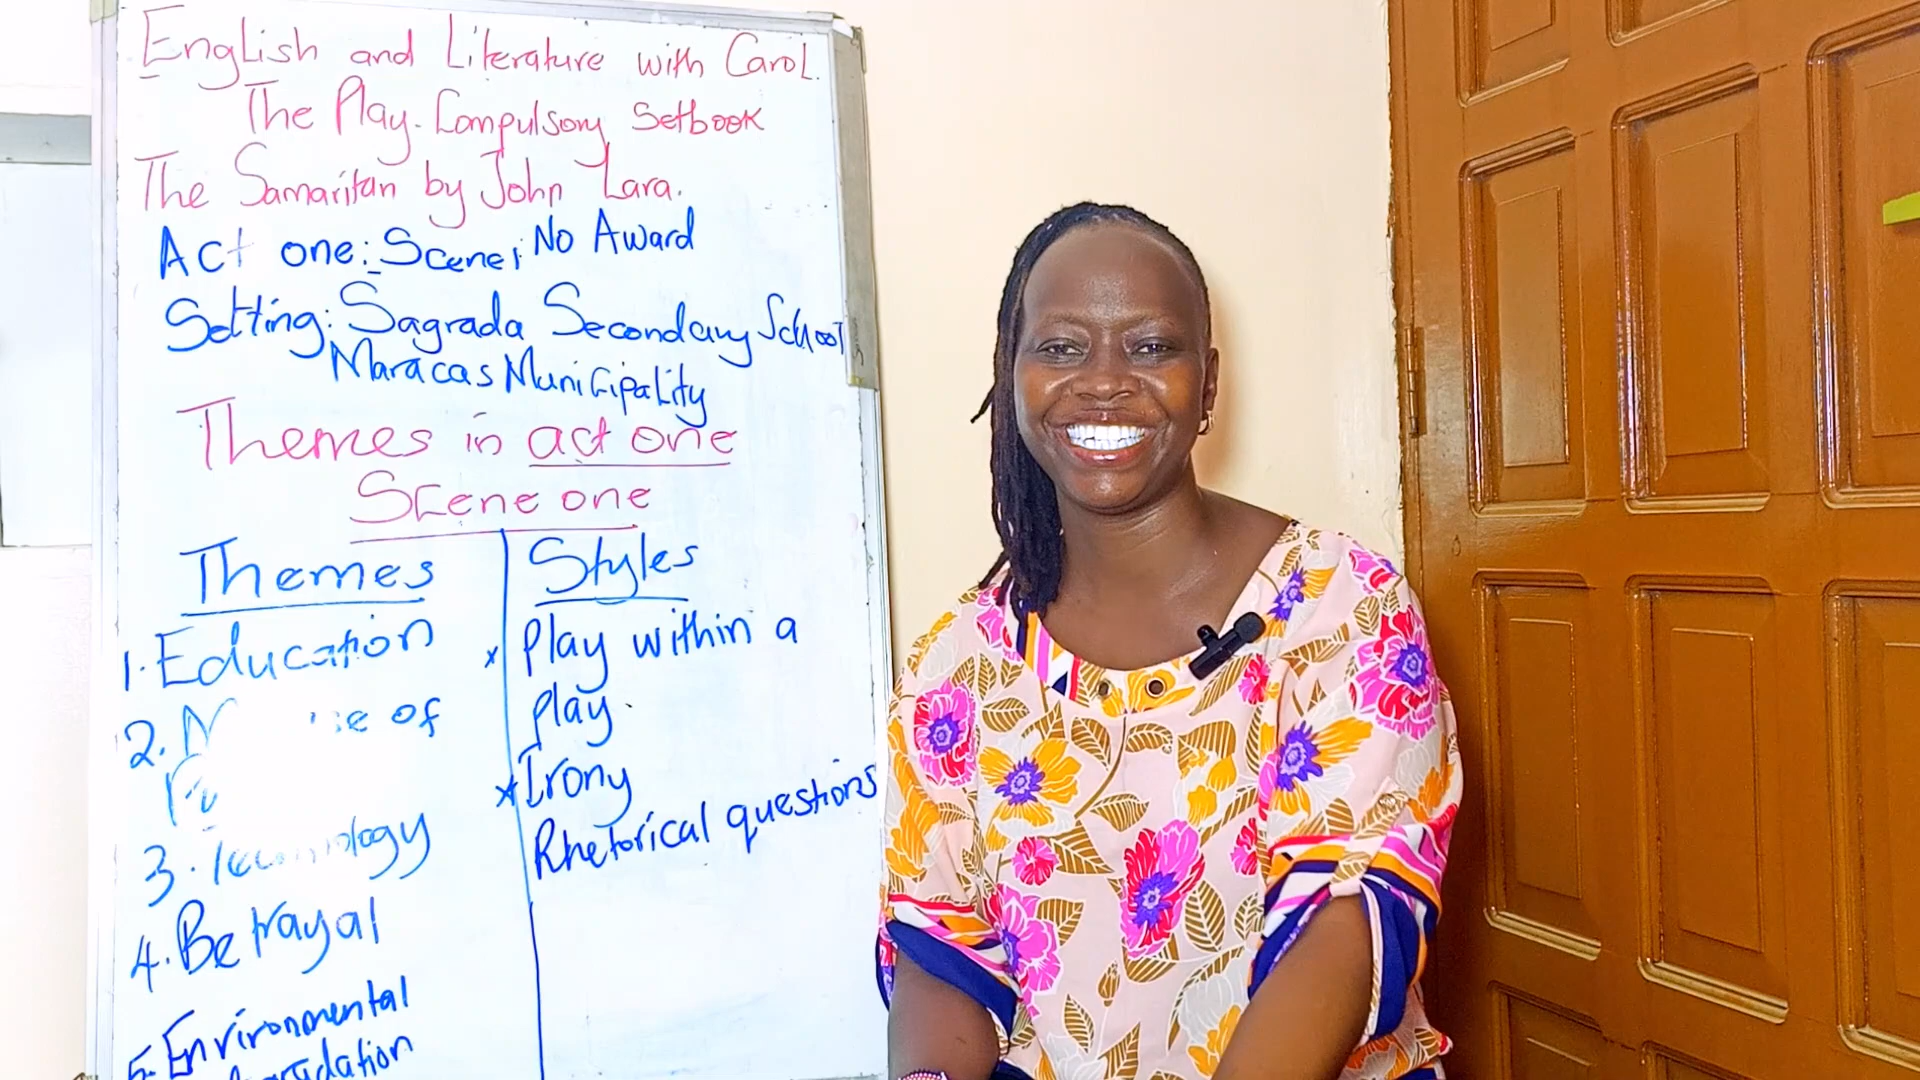 English and Literature with Carol.
The Play. Compulsory Setbook
The Samaritan by John Lara.
Act one: Scene 1 No Award
Setting: Sagrada Secondary School
Maracas Municipality
Themes in act one
Scene one
Themes
1. Education
2. of
3. Technology
4. Betrayal
5. Environmental
Styles
x Play within a
play.
x Irony
Rhetorical questions